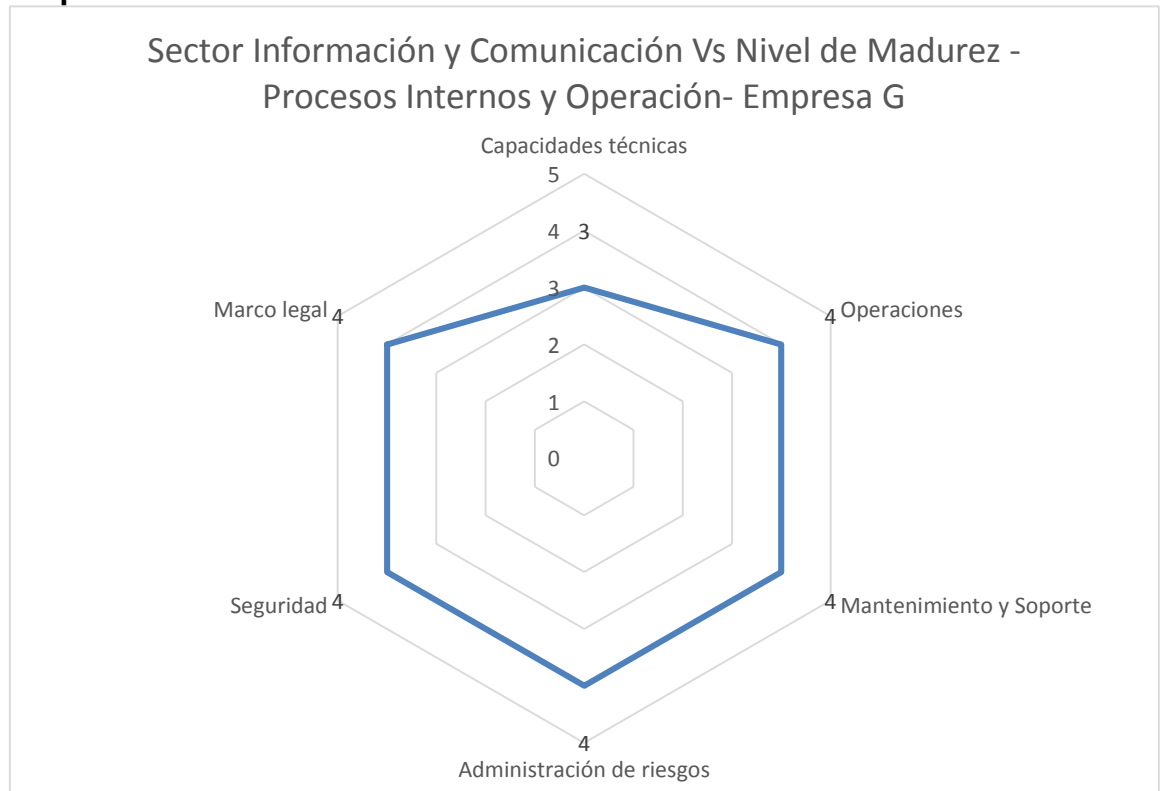 Sector Información y Comunicación Vs Nivel de Madurez -
Procesos Internos y Operación- Empresa G
Capacidades técnicas
5
4 3
Marco legal 4 3 4 Operaciones
2
1
0
Seguridad 4 4 Mantenimiento y Soporte
4
Administración de riesgos